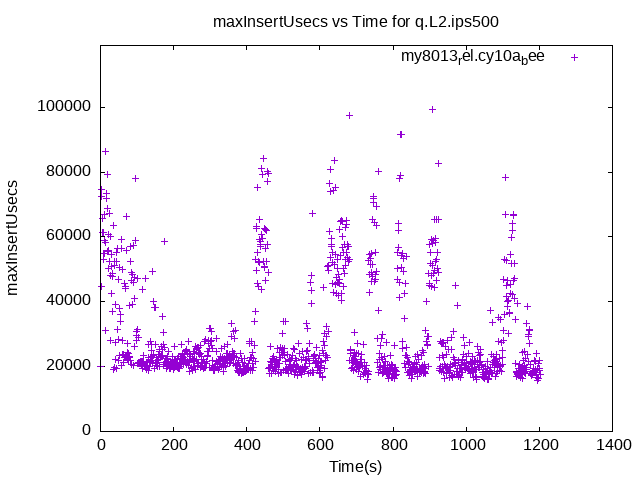 maxInsertUsecs vs Time for q.L2.ips500
my8013rel.cy10abee
maxInsertUsecs
100000
80000
60000
40000
20000
0
0 200 400 600 800 1000 1200 1400
Time(s)